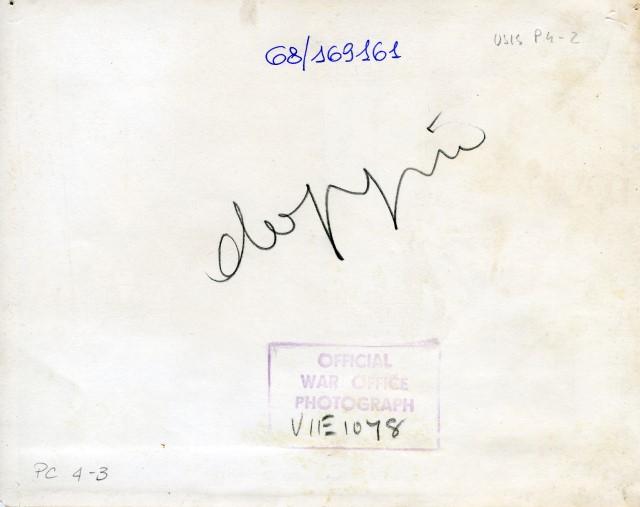 68/169161
USIS P4-2
doppio
OFFICIAL
WAR OFFICE
PHOTOGRAPH
VIIE1078
PC 4-3